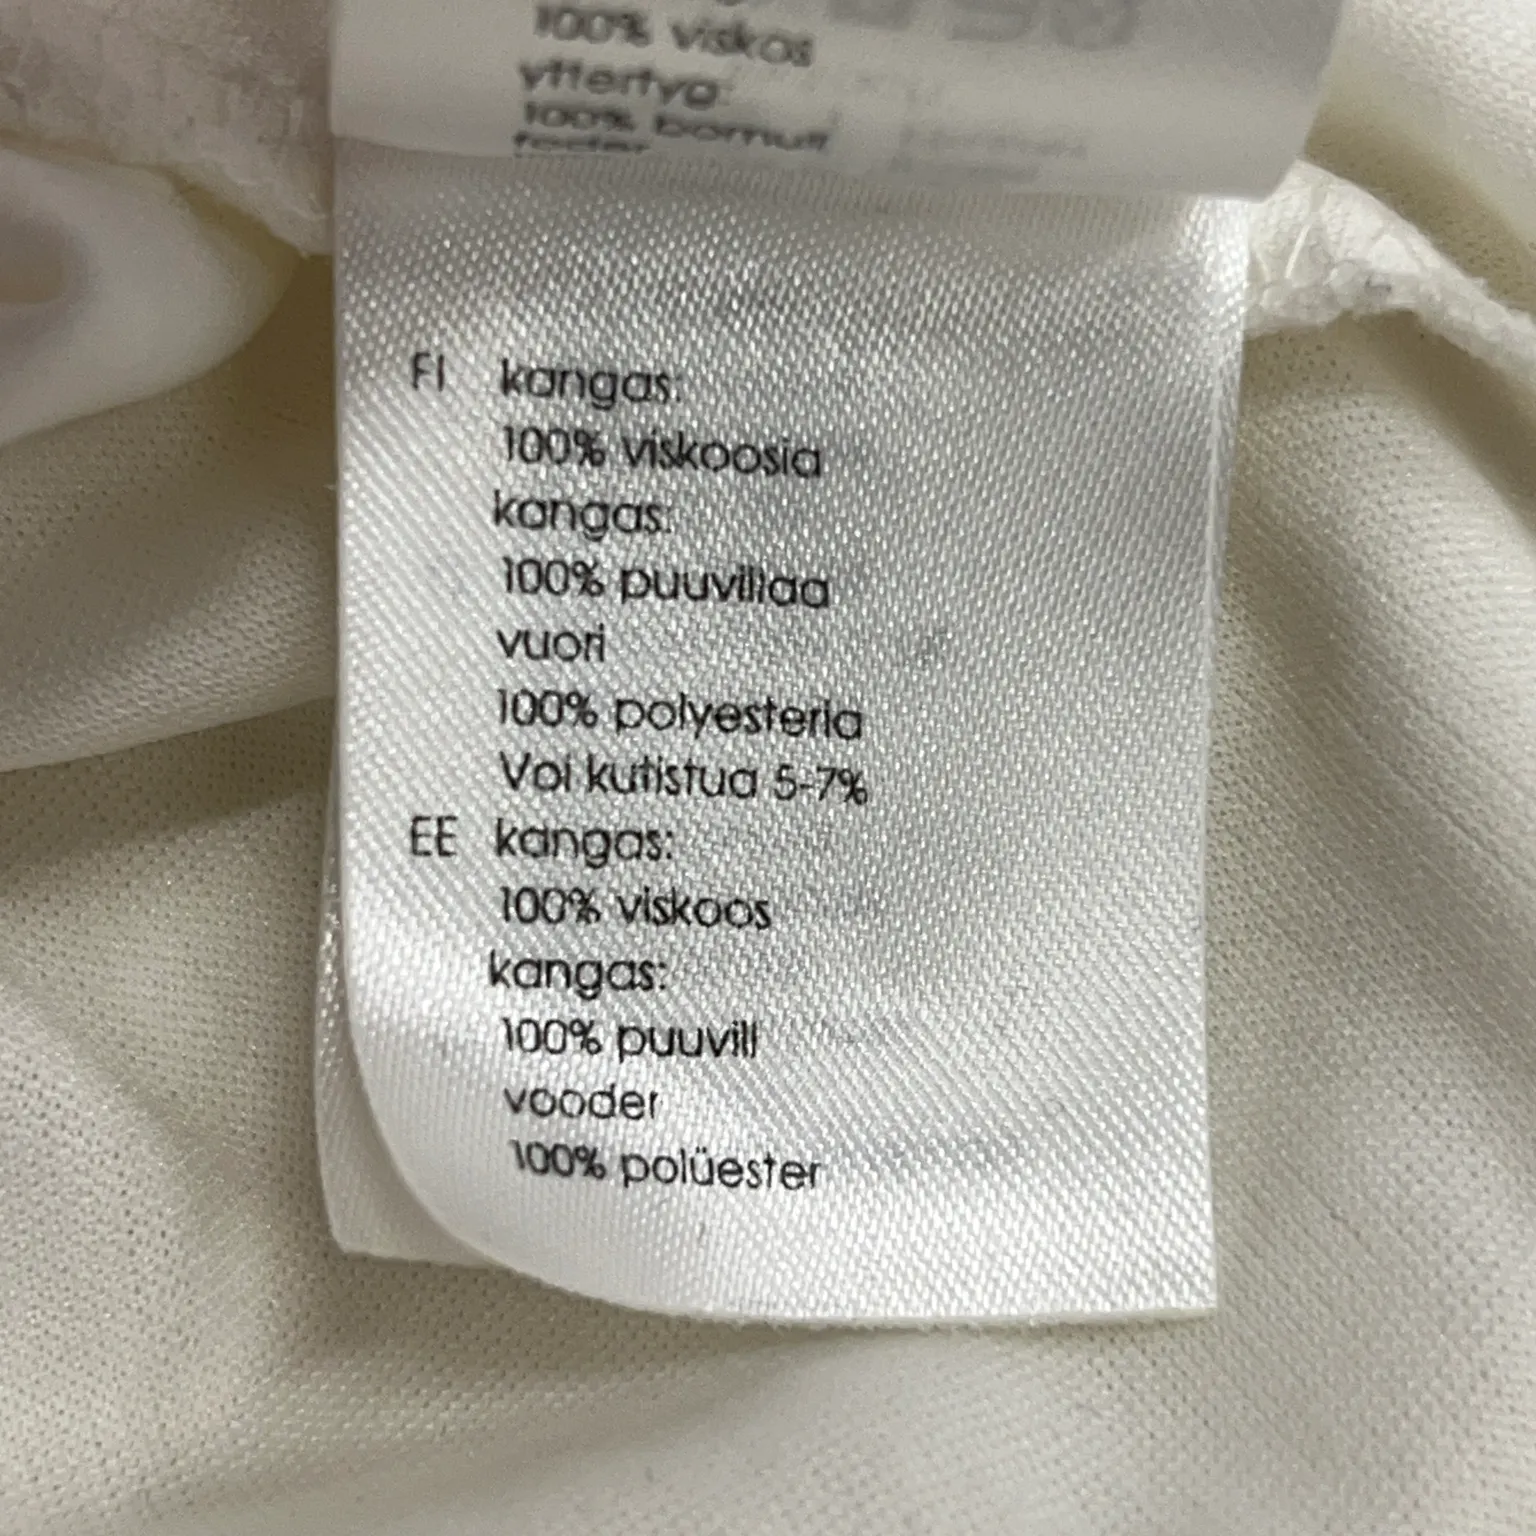 100% viskos
yttertyg:
100% bomull
foder
FI kangas:
100% viskoosia
kangas:
100% puuvillaa
vuori
100% polyesteria
Voi kutistua 5-7%
EE kangas:
100% viskoos
kangas:
100% puuvill
vooder
100% polüester